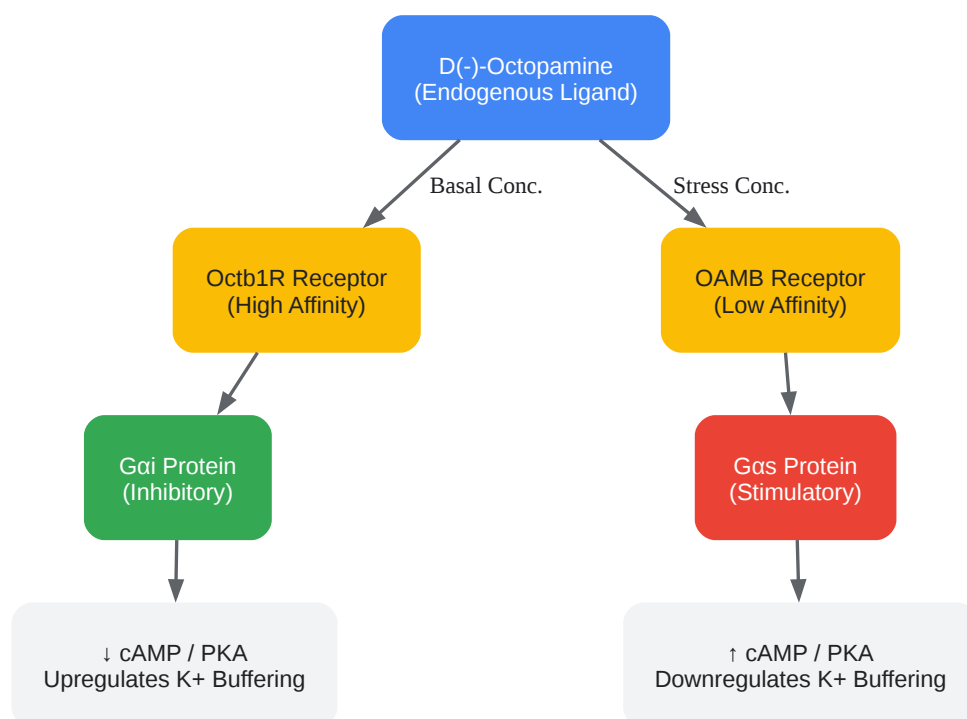 D(-)-Octopamine
(Endogenous Ligand)
Basal Conc.
Stress Conc.
Octb1R Receptor
(High Affinity)
OAMB Receptor
(Low Affinity)
Gαi Protein
(Inhibitory)
Gαs Protein
(Stimulatory)
↓ cAMP / PKA
Upregulates K+ Buffering
↑ cAMP / PKA
Downregulates K+ Buffering